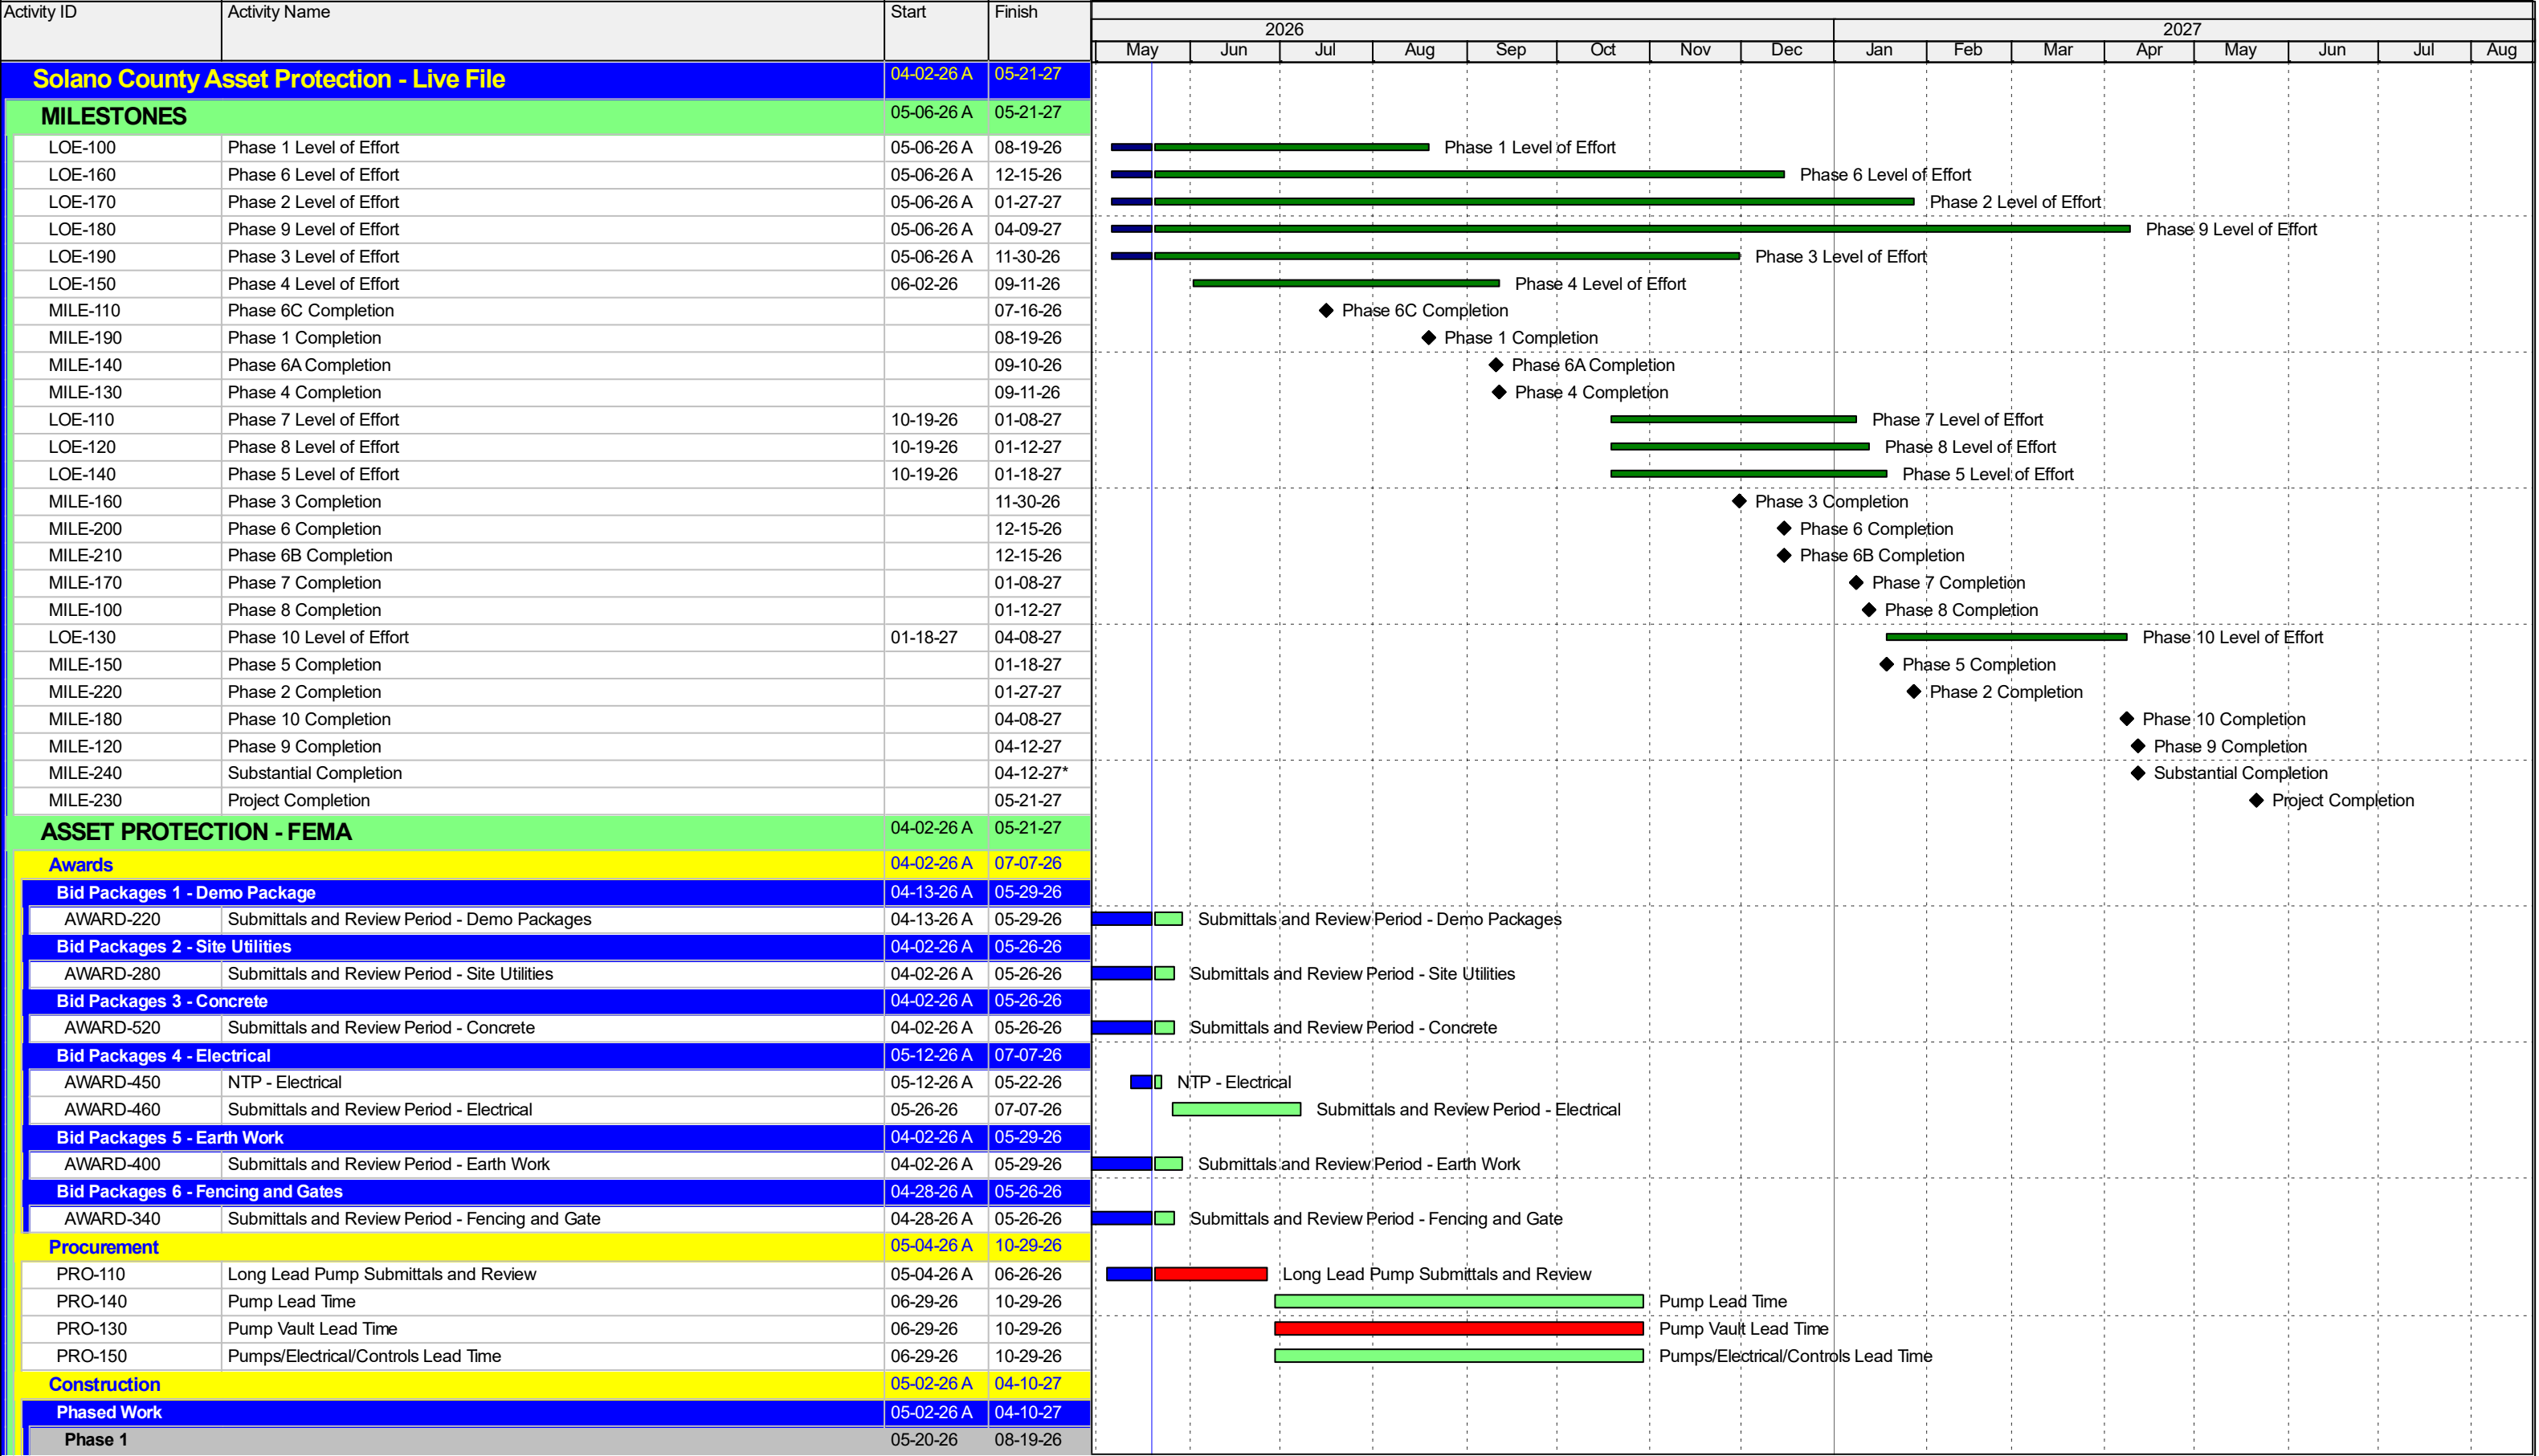 Activity ID Activity Name Start Finish
2026 2027
May Jun Jul Aug Sep Oct Nov Dec Jan Feb Mar Apr May Jun Jul Aug
Solano County Asset Protection - Live File 04-02-26 A 05-21-27
MILESTONES 05-06-26 A 05-21-27
LOE-100 Phase 1 Level of Effort 05-06-26 A 08-19-26 Phase 1 Level of Effort
LOE-160 Phase 6 Level of Effort 05-06-26 A 12-15-26 Phase 6 Level of Effort
LOE-170 Phase 2 Level of Effort 05-06-26 A 01-27-27 Phase 2 Level of Effort
LOE-180 Phase 9 Level of Effort 05-06-26 A 04-09-27 Phase 9 Level of Effort
LOE-190 Phase 3 Level of Effort 05-06-26 A 11-30-26 Phase 3 Level of Effort
LOE-150 Phase 4 Level of Effort 06-02-26 09-11-26 Phase 4 Level of Effort
MILE-110 Phase 6C Completion 07-16-26 Phase 6C Completion
MILE-190 Phase 1 Completion 08-19-26 Phase 1 Completion
MILE-140 Phase 6A Completion 09-10-26 Phase 6A Completion
MILE-130 Phase 4 Completion 09-11-26 Phase 4 Completion
LOE-110 Phase 7 Level of Effort 10-19-26 01-08-27 Phase 7 Level of Effort
LOE-120 Phase 8 Level of Effort 10-19-26 01-12-27 Phase 8 Level of Effort
LOE-140 Phase 5 Level of Effort 10-19-26 01-18-27 Phase 5 Level of Effort
MILE-160 Phase 3 Completion 11-30-26 Phase 3 Completion
MILE-200 Phase 6 Completion 12-15-26 Phase 6 Completion
MILE-210 Phase 6B Completion 12-15-26 Phase 6B Completion
MILE-170 Phase 7 Completion 01-08-27 Phase 7 Completion
MILE-100 Phase 8 Completion 01-12-27 Phase 8 Completion
LOE-130 Phase 10 Level of Effort 01-18-27 04-08-27 Phase 10 Level of Effort
MILE-150 Phase 5 Completion 01-18-27 Phase 5 Completion
MILE-220 Phase 2 Completion 01-27-27 Phase 2 Completion
MILE-180 Phase 10 Completion 04-08-27 Phase 10 Completion
MILE-120 Phase 9 Completion 04-12-27 Phase 9 Completion
MILE-240 Substantial Completion 04-12-27* Substantial Completion
MILE-230 Project Completion 05-21-27 Project Completion
ASSET PROTECTION - FEMA 04-02-26 A 05-21-27
Awards 04-02-26 A 07-07-26
Bid Packages 1 - Demo Package 04-13-26 A 05-29-26
AWARD-220 Submittals and Review Period - Demo Packages 04-13-26 A 05-29-26 Submittals and Review Period - Demo Packages
Bid Packages 2 - Site Utilities 04-02-26 A 05-26-26
AWARD-280 Submittals and Review Period - Site Utilities 04-02-26 A 05-26-26 Submittals and Review Period - Site Utilities
Bid Packages 3 - Concrete 04-02-26 A 05-26-26
AWARD-520 Submittals and Review Period - Concrete 04-02-26 A 05-26-26 Submittals and Review Period - Concrete
Bid Packages 4 - Electrical 05-12-26 A 07-07-26
AWARD-450 NTP - Electrical 05-12-26 A 05-22-26 NTP - Electrical
AWARD-460 Submittals and Review Period - Electrical 05-26-26 07-07-26 Submittals and Review Period - Electrical
Bid Packages 5 - Earth Work 04-02-26 A 05-29-26
AWARD-400 Submittals and Review Period - Earth Work 04-02-26 A 05-29-26 Submittals and Review Period - Earth Work
Bid Packages 6 - Fencing and Gates 04-28-26 A 05-26-26
AWARD-340 Submittals and Review Period - Fencing and Gate 04-28-26 A 05-26-26 Submittals and Review Period - Fencing and Gate
Procurement 05-04-26 A 10-29-26
PRO-110 Long Lead Pump Submittals and Review 05-04-26 A 06-26-26 Long Lead Pump Submittals and Review
PRO-140 Pump Lead Time 06-29-26 10-29-26 Pump Lead Time
PRO-130 Pump Vault Lead Time 06-29-26 10-29-26 Pump Vault Lead Time
PRO-150 Pumps/Electrical/Controls Lead Time 06-29-26 10-29-26 Pumps/Electrical/Controls Lead Time
Construction 05-02-26 A 04-10-27
Phased Work 05-02-26 A 04-10-27
Phase 1 05-20-26 08-19-26